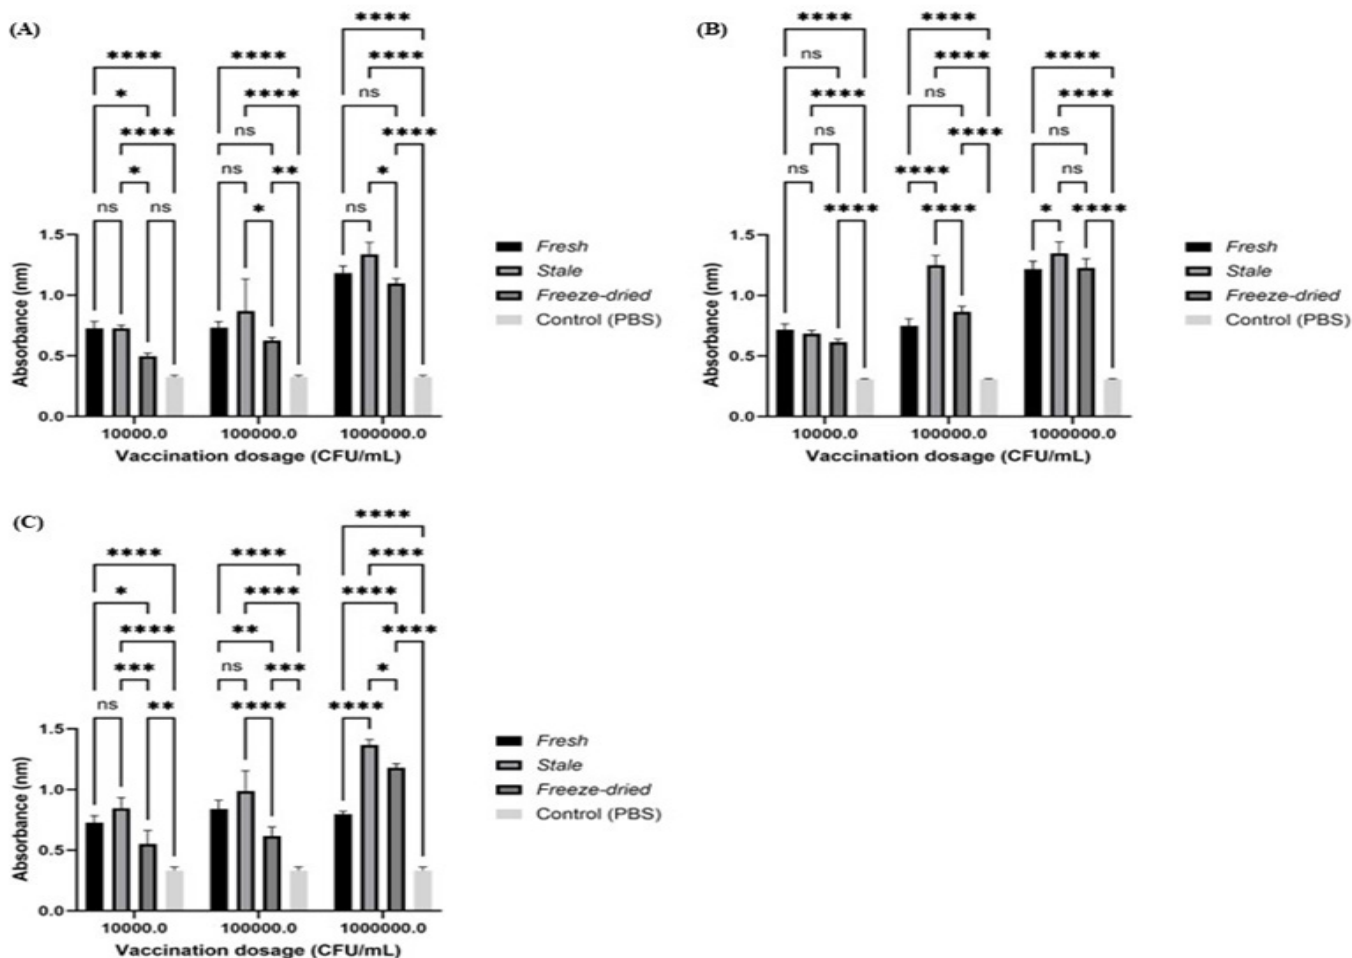 (A)
****
**** **** ****
* **** ns
**** ns ****
* ns ** *
ns ns * ns
Absorbance (nm)
1.5
1.0
0.5
0.0
10000.0 100000.0 1000000.0
Vaccination dosage (CFU/mL)
Fresh
Stale
Freeze-dried
Control (PBS)
(B)
**** ****
ns **** ****
**** ns ****
ns **** ns
ns **** ns
**** **** * ****
Absorbance (nm)
1.5
1.0
0.5
0.0
10000.0 100000.0 1000000.0
Vaccination dosage (CFU/mL)
Fresh
Stale
Freeze-dried
Control (PBS)
(C)
****
**** **** ****
* **** ****
**** ** ****
*** ns *** *
ns ** **** ****
Absorbance (nm)
1.5
1.0
0.5
0.0
10000.0 100000.0 1000000.0
Vaccination dosage (CFU/mL)
Fresh
Stale
Freeze-dried
Control (PBS)